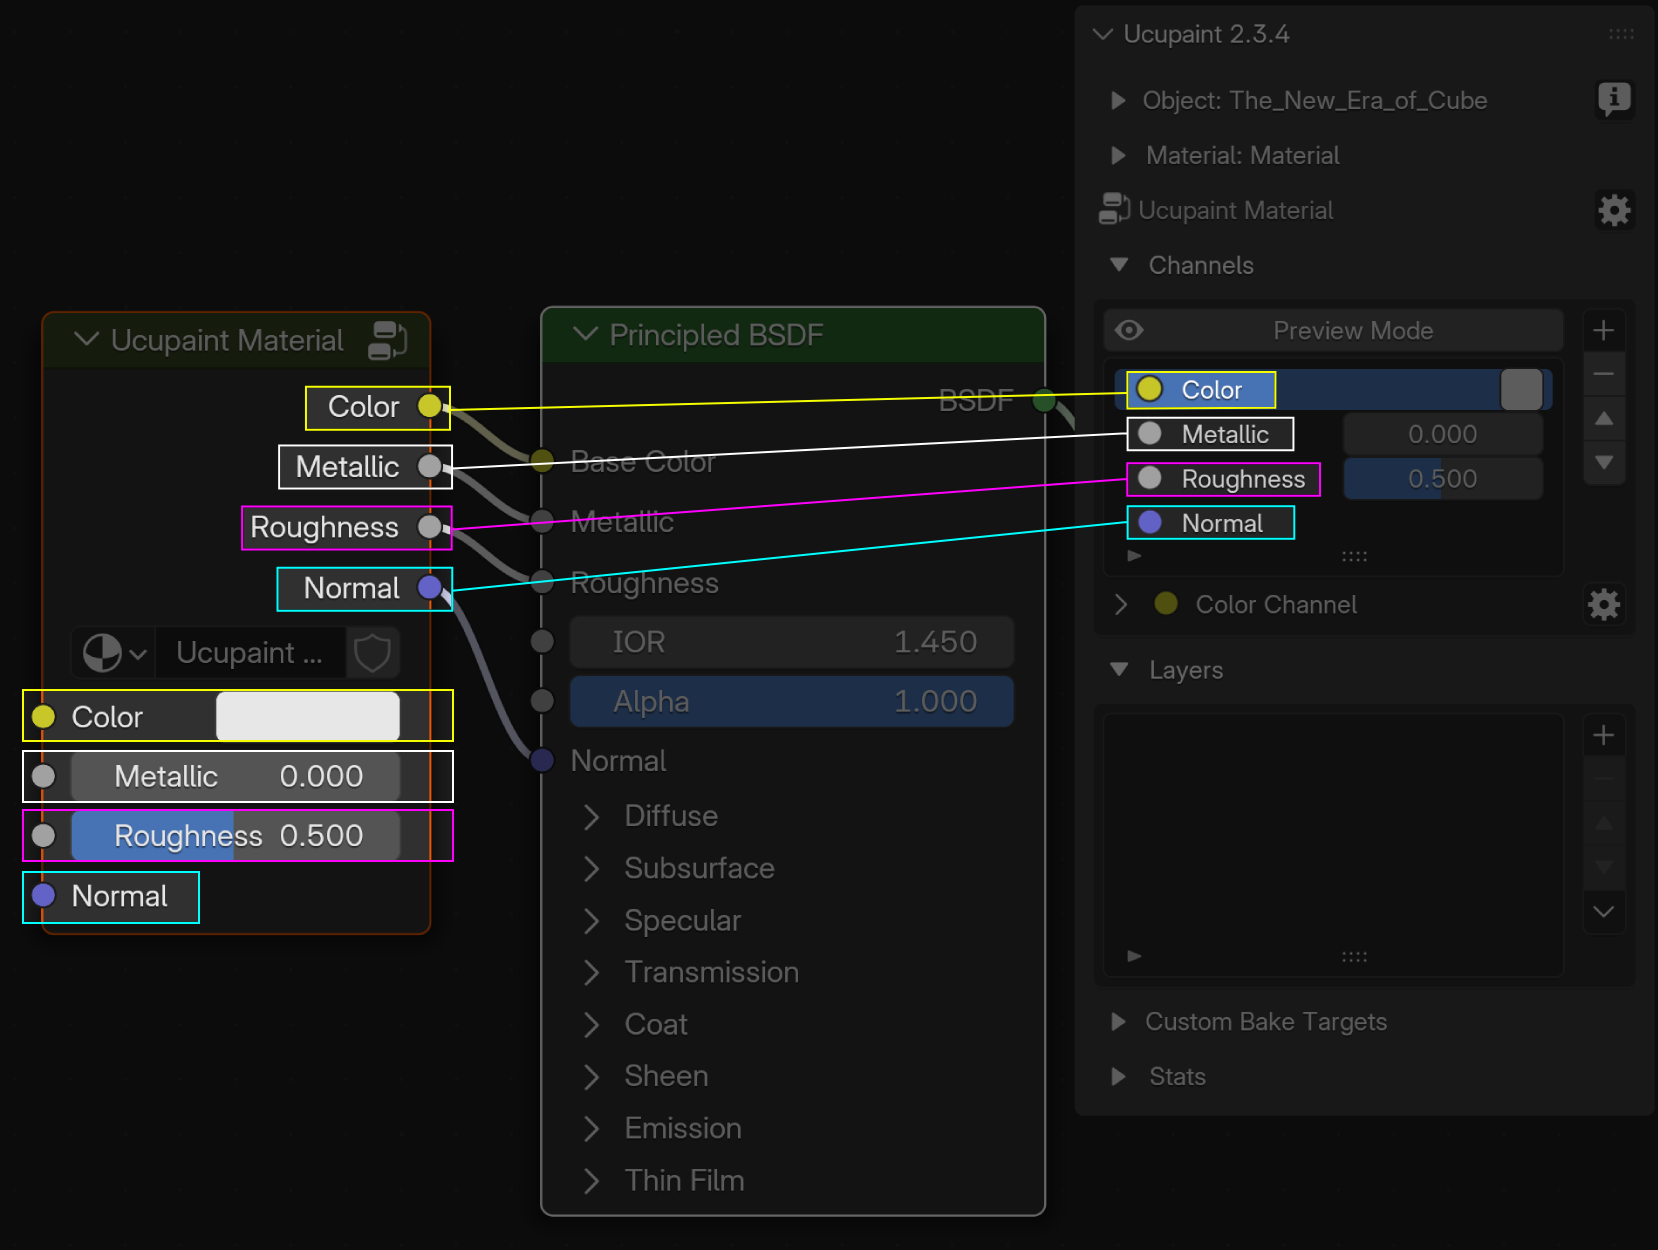 Ucupaint Material
Color
Metallic
Roughness
Normal
Ucupaint ...
Color
Metallic 0.000
Roughness 0.500
Normal
Principled BSDF
BSDF
Base Color
Metallic
Roughness
IOR 1.450
Alpha 1.000
Normal
Diffuse
Subsurface
Specular
Transmission
Coat
Sheen
Emission
Thin Film
Ucupaint 2.3.4
Object: The_New_Era_of_Cube
Material: Material
Ucupaint Material
Channels
Preview Mode
Color
Metallic 0.000
Roughness 0.500
Normal
Color Channel
Layers
Custom Bake Targets
Stats